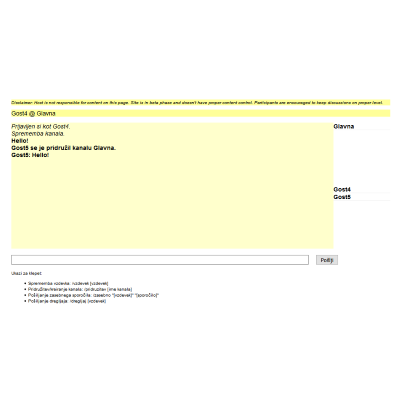 Disclaimer: Host is not responsible for content on this page. Site is in beta phase and doesn't have proper content control. Participants are encouraged to keep discussions on proper level.
Gost4 @ Glavna
Prijavljen si kot Gost4.
Sprememba kanala.
Hello!
Gost5 se je pridružil kanalu Glavna.
Gost5: Hello!
Glavna
Gost4
Gost5
Pošlji
Ukazi za klepet:
Sprememba vzdevka: /vzdevek [vzdevek]
Pridružitev/kreiranje kanala: /pridruzitev [ime kanala]
Pošiljanje zasebnega sporočila: /zasebno "[vzdevek]" "[sporočilo]"
Pošiljanje dregljaja: /dregljaj [vzdevek]